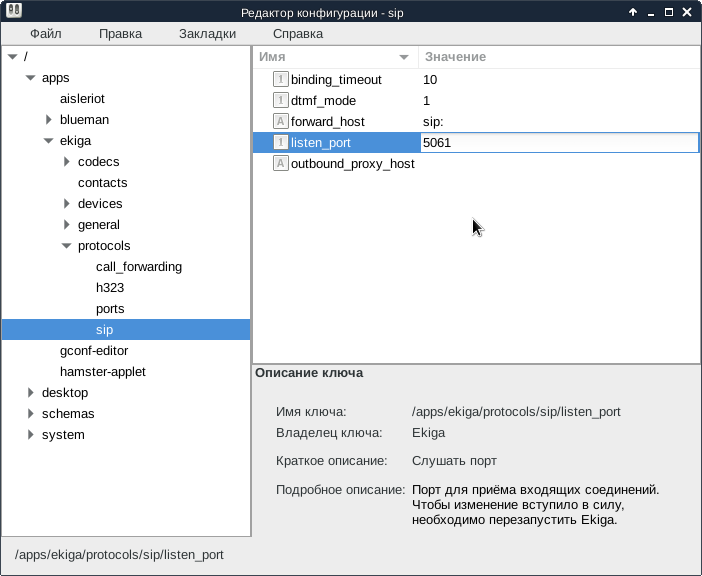 Редактор конфигурации - sip
Файл Правка Закладки Справка
/
apps
aisleriot
blueman
ekiga
codecs
contacts
devices
general
protocols
call_forwarding
h323
ports
sip
gconf-editor
hamster-applet
desktop
schemas
system
Имя Значение
binding_timeout 10
dtmf_mode 1
forward_host sip:
listen_port 5061
outbound_proxy_host
Описание ключа
Имя ключа: /apps/ekiga/protocols/sip/listen_port
Владелец ключа: Ekiga
Краткое описание: Слушать порт
Подробное описание: Порт для приёма входящих соединений.
Чтобы изменение вступило в силу,
необходимо перезапустить Ekiga.
/apps/ekiga/protocols/sip/listen_port